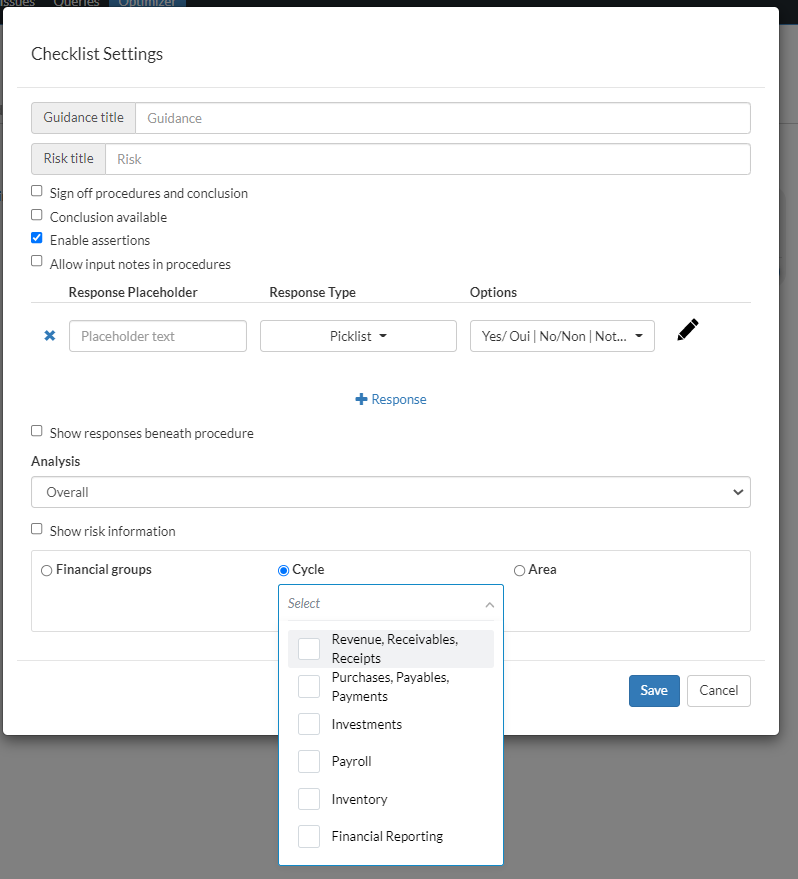 Issues Queries Optimizer
Checklist Settings
Guidance title Guidance
Risk title Risk
Sign off procedures and conclusion
Conclusion available
Enable assertions
Allow input notes in procedures
Response Placeholder Response Type Options
Placeholder text Picklist Yes/ Oui | No/Non | Not...
Response
Show responses beneath procedure
Analysis
Overall
Show risk information
Financial groups Cycle Area
Select
Revenue, Receivables,
Receipts
Purchases, Payables,
Payments
Investments
Save Cancel
Payroll
Inventory
Financial Reporting